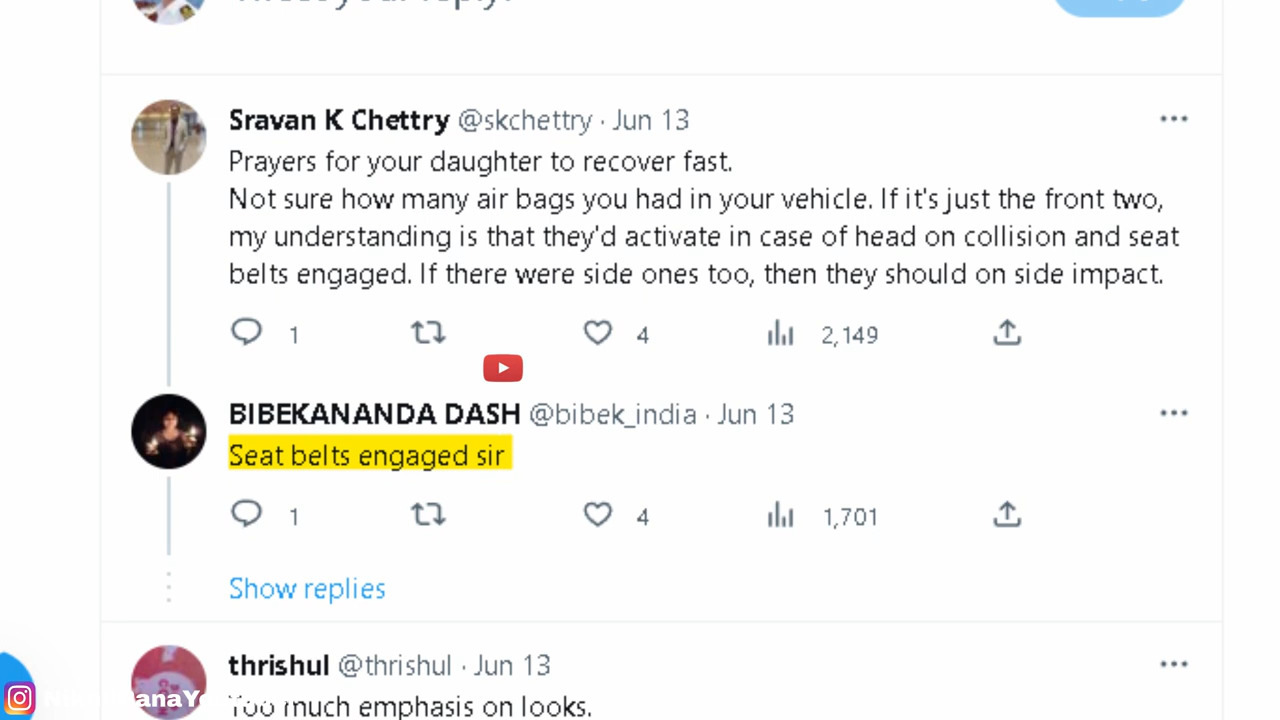 Sravan K Chettry @skchettry · Jun 13
Prayers for your daughter to recover fast.
Not sure how many air bags you had in your vehicle. If it's just the front two,
my understanding is that they'd activate in case of head on collision and seat
belts engaged. If there were side ones too, then they should on side impact.
1 4 2,149
BIBEKANANDA DASH @bibek_india · Jun 13
Seat belts engaged sir
1 4 1,701
Show replies
thrishul @thrishul · Jun 13
Too much emphasis on looks.